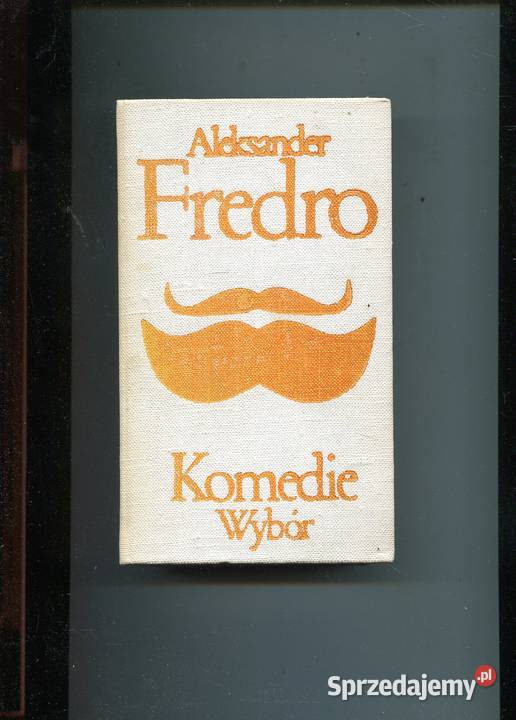 Aleksander
Fredro
Komedie
Wybór
Sprzedajemy.pl